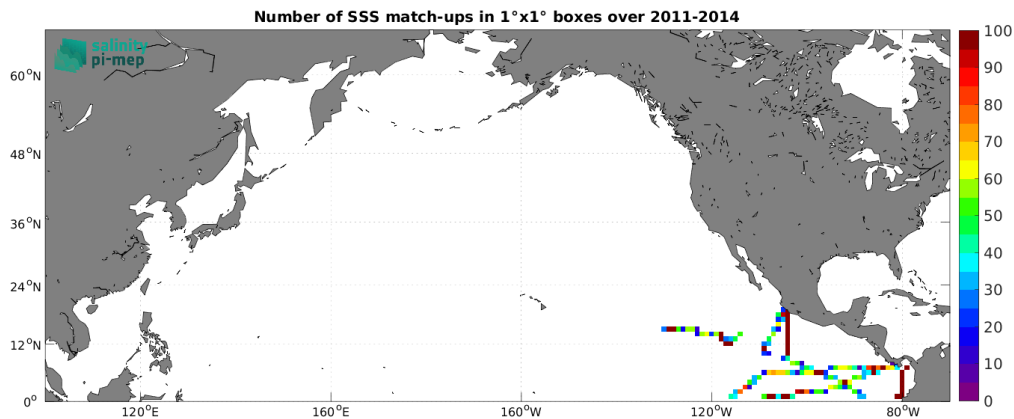 Number of SSS match-ups in 1°x1° boxes over 2011-2014
salinity
pi-mep
60°N
48°N
36°N
24°N
12°N
0°
120°E
160°E
160°W
120°W
80°W
100
90
80
70
60
50
40
30
20
10
0